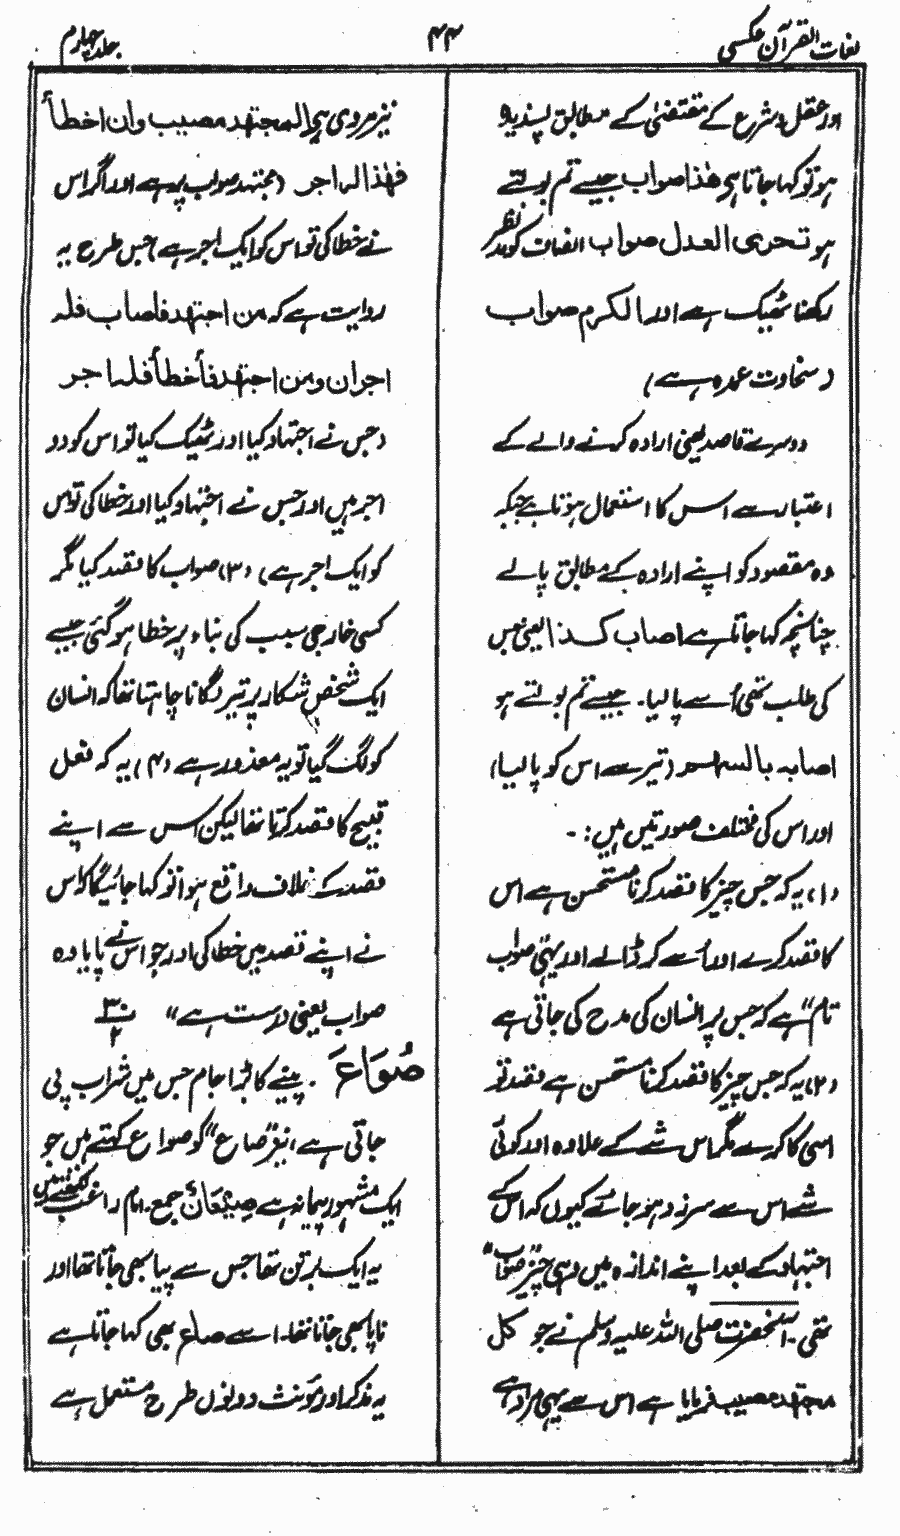 لغات القرآن عکسی
۴۴
جلد چہارم
اور عقل و شرع کے مقتضیٰ کے مطابق پسندیدہ
ہو تو کہا جاتا ہے ھٰذا صواب جیسے تم بولتے
ہو تحری العدل صواب انصاف کو مدنظر
رکھنا ٹھیک ہے اور الکرم صواب
(سخاوت عمدہ ہے)
دوسرے قاصد یعنی ارادہ کرنے والے کے
اعتبار سے اس کا استعمال ہوتا ہے جبکہ
وہ مقصود کو اپنے ارادہ کے مطابق پالے
چنانچہ کہا جاتا ہے اصاب کذا یعنی جس
کی طلب تھی اُسے پالیا۔ جیسے تم بولتے ہو
اصابہ بالسہم (تیر سے اس کو پالیا)
اور اس کی مختلف صورتیں ہیں :-
(۱) یہ کہ جس چیز کا قصد کرنا مستحسن ہے اس
کا قصد کرے اور اُسے کر ڈالے اور یہی صواب
تام" ہے کہ جس پر انسان کی مدح کی جاتی ہے
(۲) یہ کہ جس چیز کا قصد کرنا مستحسن ہے قصد تو
اسی کا کرے مگر اس شے کے علاوہ اور کوئی
شے اس سے سرزد ہو جائے کیوں کہ اس کے
اجتہاد کے بعد اپنے اندازہ میں وہی چیز "صواب"
تھی۔ آنحضرت صلی اللہ علیہ وسلم نے جو کل
مجتہد مصیب فرمایا ہے اس سے یہی مراد ہے
نیز مروی ہے المجتہد مصیب وان اخطأ
فھٰذا لہ اجر (مجتہد صواب پر ہے اور اگر اس
نے خطا کی تو اس کو ایک اجر ہے) جس طرح یہ
روایت ہے کہ من اجتہد فاصاب فلہ
اجران ومن اجتہد فأخطأ فلہ اجر
(جس نے اجتہاد کیا اور ٹھیک کیا تو اس کو دو
اجر ہیں اور جس نے اجتہاد کیا اور خطا کی تو اس
کو ایک اجر ہے) (۳) صواب کا قصد کیا مگر
کسی خارجی سبب کی بناء پر خطا ہو گئی جیسے
ایک شخص شکار پر تیر لگانا چاہتا تھا کہ انسان
کو لگ گیا تو یہ معذور ہے (۴) یہ کہ فعل
قبیح کا قصد کرتا تھا لیکن اس سے اپنے
قصد کے خلاف واقع ہوا تو کہا جائیگا کہ اس
نے اپنے قصد میں خطا کی اور جو اس نے پایا وہ
صواب یعنی درست ہے" ۳۰/۲
صُوَاعَ ۔ پینے کا بڑا جام جس میں شراب پی
جاتی ہے، نیز "صاع" کو صواع کہتے ہیں جو
ایک مشہور پیمانہ ہے صِیْعَانٌ جمع۔ امام راغب لکھتے ہیں
یہ ایک برتن تھا جس سے پیا بھی جاتا تھا اور
ناپا بھی جاتا تھا۔ اسے صاع بھی کہا جاتا ہے
یہ مذکر اور مؤنث دونوں طرح مستعمل ہے